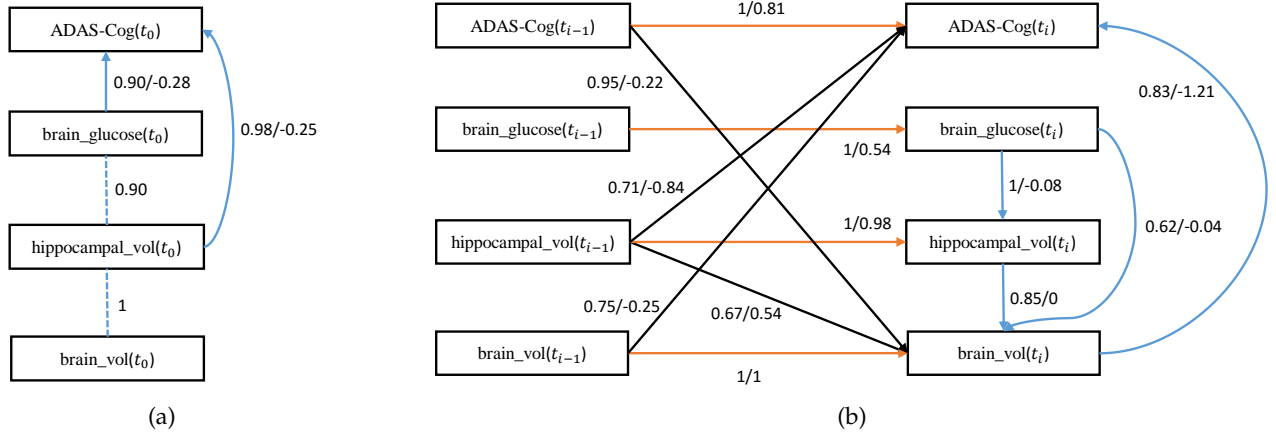 ADAS-Cog(t₀)
0.90/-0.28
brain_glucose(t₀)
0.98/-0.25
0.90
hippocampal_vol(t₀)
1
brain_vol(t₀)
(a)
1/0.81
ADAS-Cog(tᵢ₋₁)
ADAS-Cog(tᵢ)
0.95/-0.22
0.83/-1.21
brain_glucose(tᵢ₋₁)
brain_glucose(tᵢ)
1/0.54
0.71/-0.84
1/-0.08
1/0.98
0.62/-0.04
hippocampal_vol(tᵢ₋₁)
hippocampal_vol(tᵢ)
0.75/-0.25
0.67/0.54
0.85/0
brain_vol(tᵢ₋₁)
brain_vol(tᵢ)
1/1
(b)